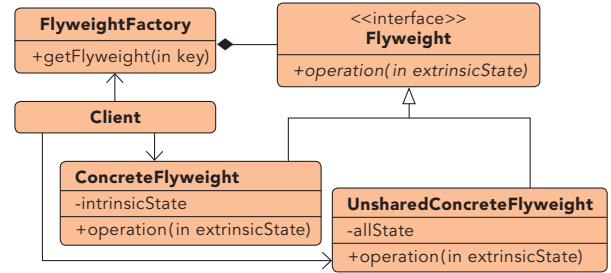 FlyweightFactory
+getFlyweight(in key)
<<interface>>
Flyweight
+operation(in extrinsicState)
Client
ConcreteFlyweight
-intrinsicState
+operation(in extrinsicState)
UnsharedConcreteFlyweight
-allState
+operation(in extrinsicState)